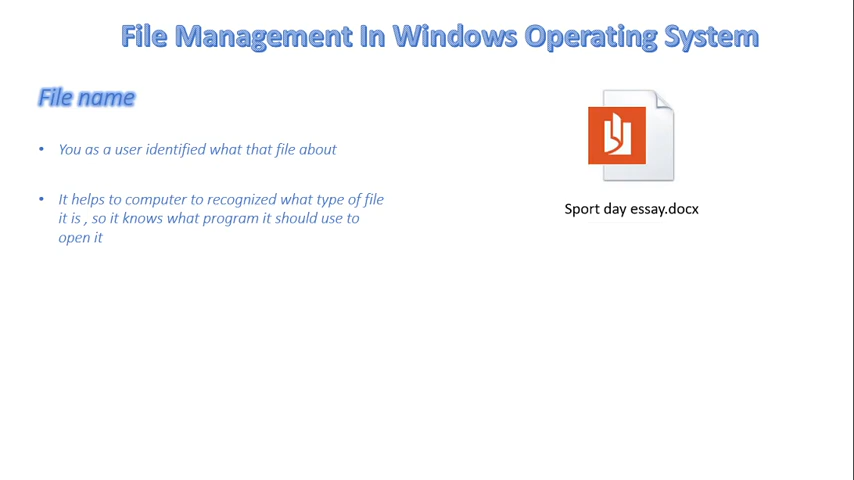 File Management In Windows Operating System
File name
• You as a user identified what that file about
• It helps to computer to recognized what type of file
it is , so it knows what program it should use to
open it
Sport day essay.docx